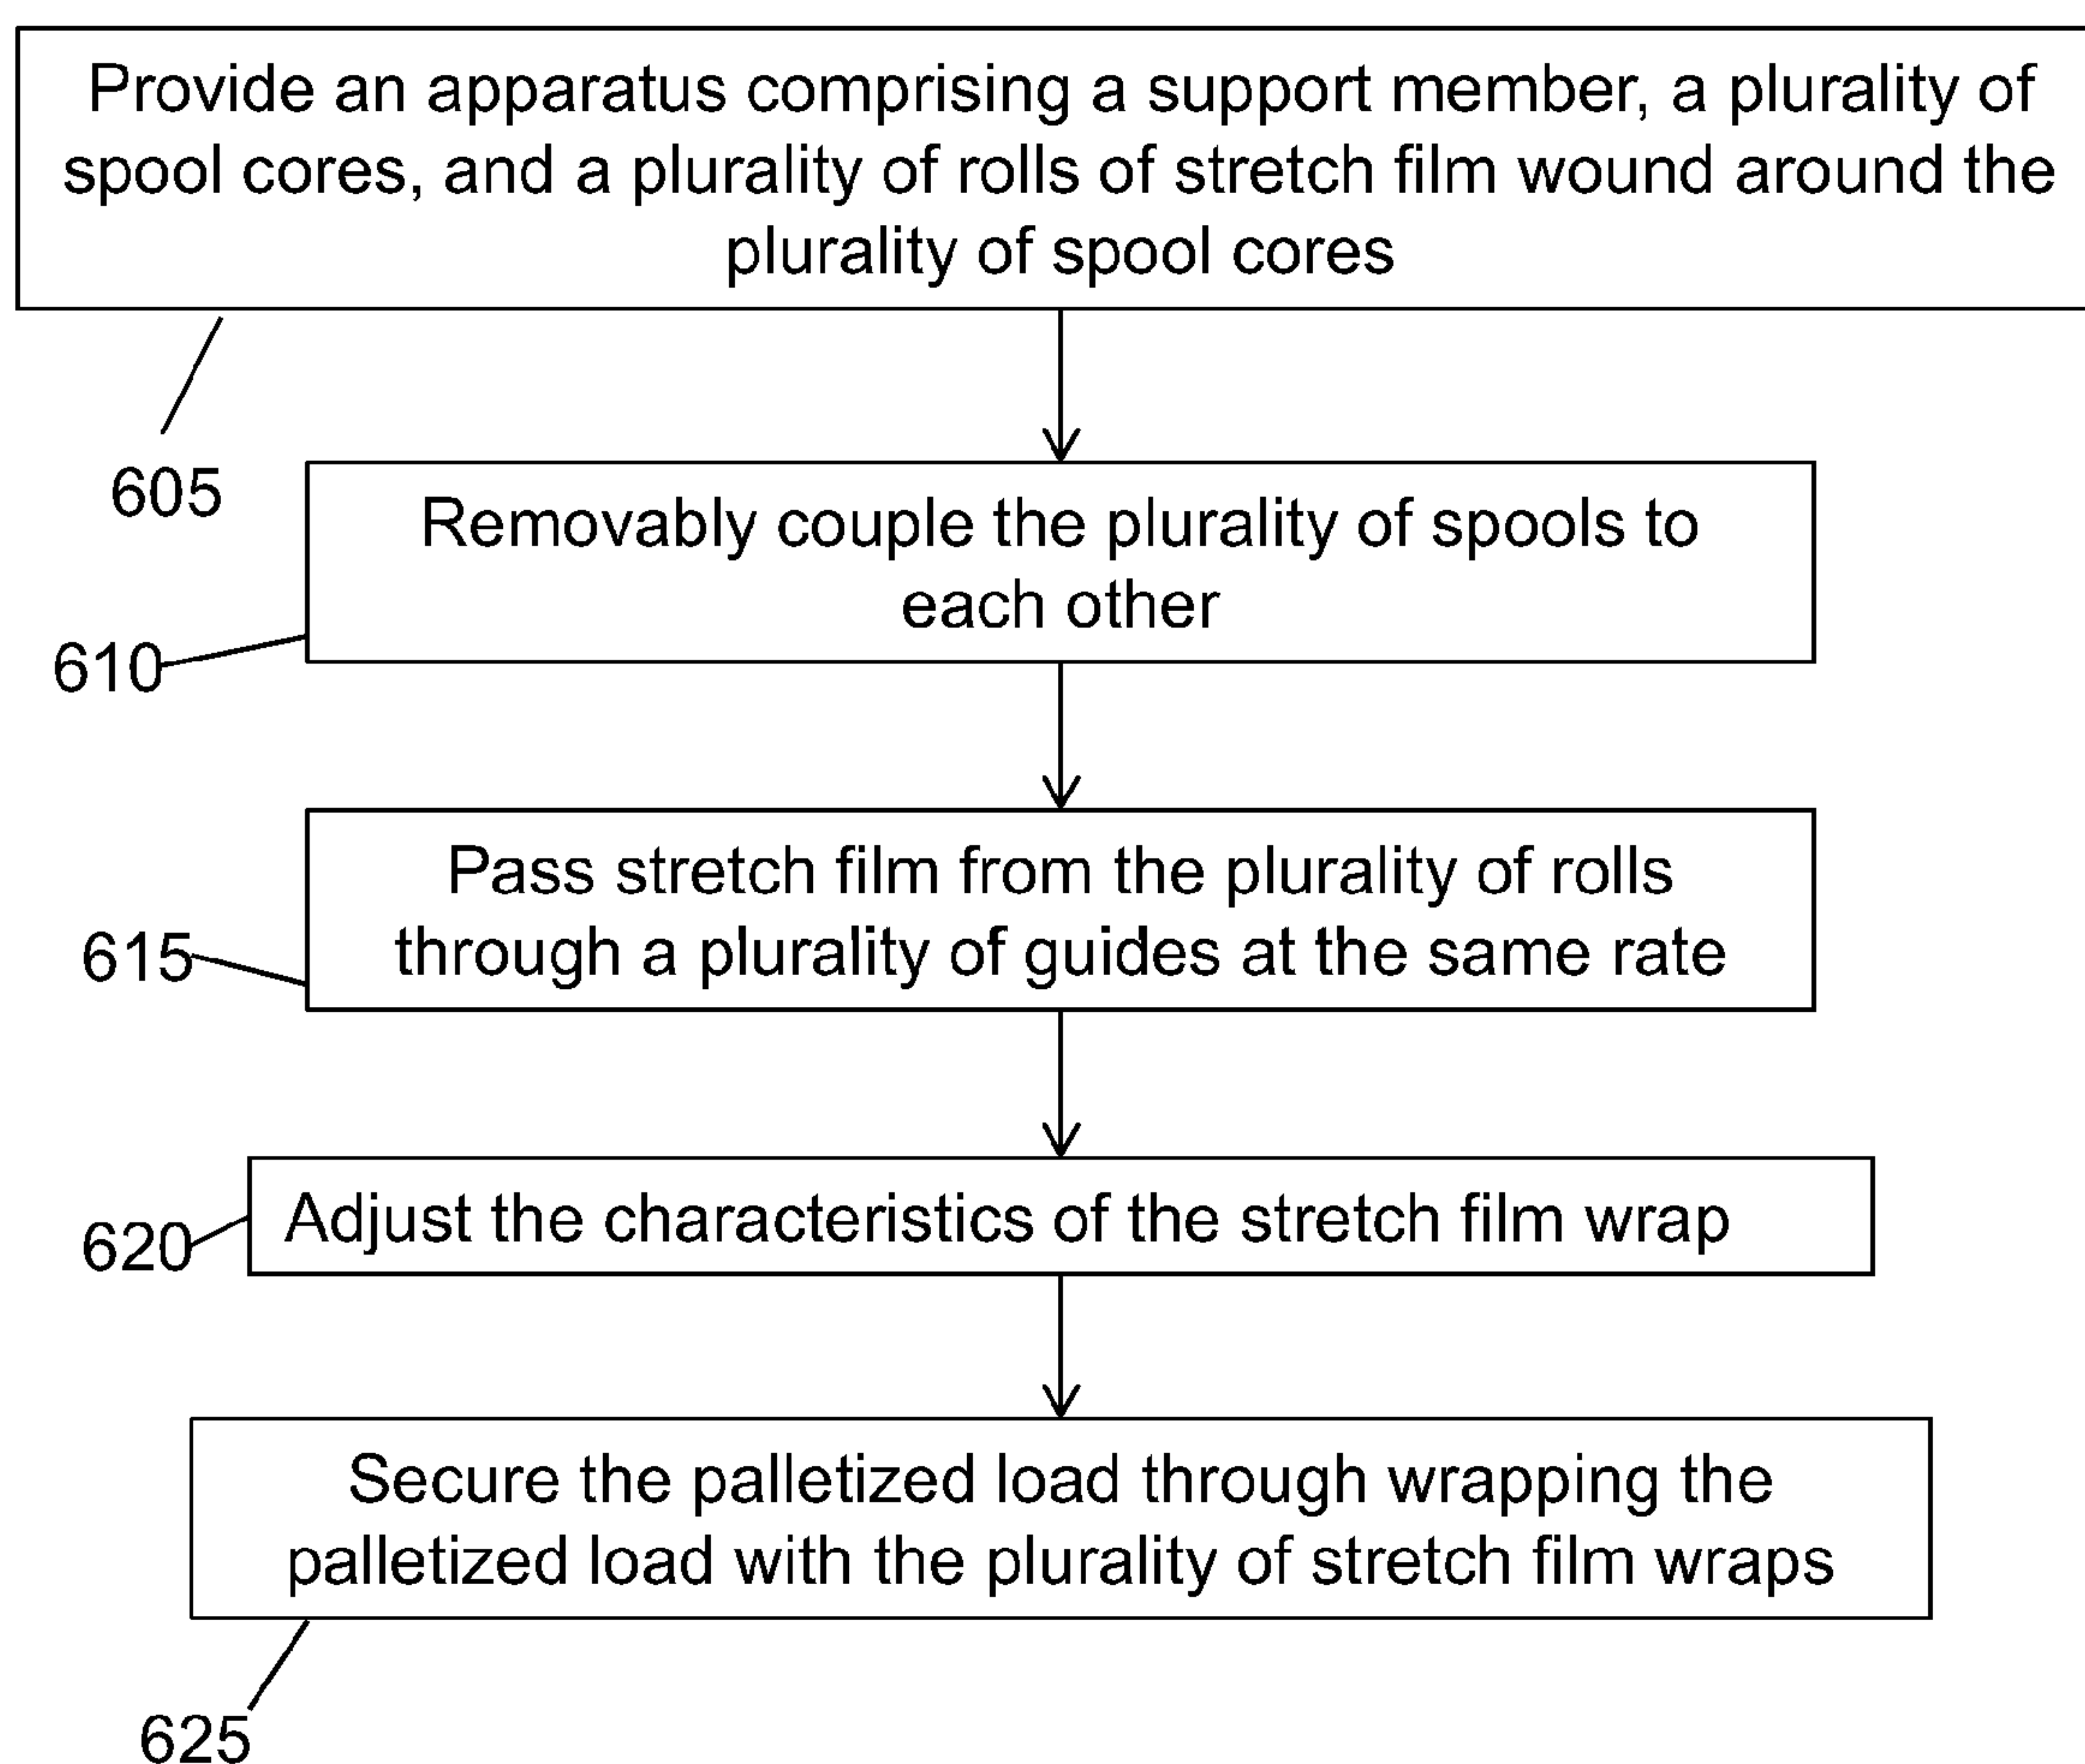 Provide an apparatus comprising a support member, a plurality of
spool cores, and a plurality of rolls of stretch film wound around the
plurality of spool cores
605
Removably couple the plurality of spools to
each other
610
Pass stretch film from the plurality of rolls
through a plurality of guides at the same rate
615
Adjust the characteristics of the stretch film wrap
620
Secure the palletized load through wrapping the
palletized load with the plurality of stretch film wraps
625